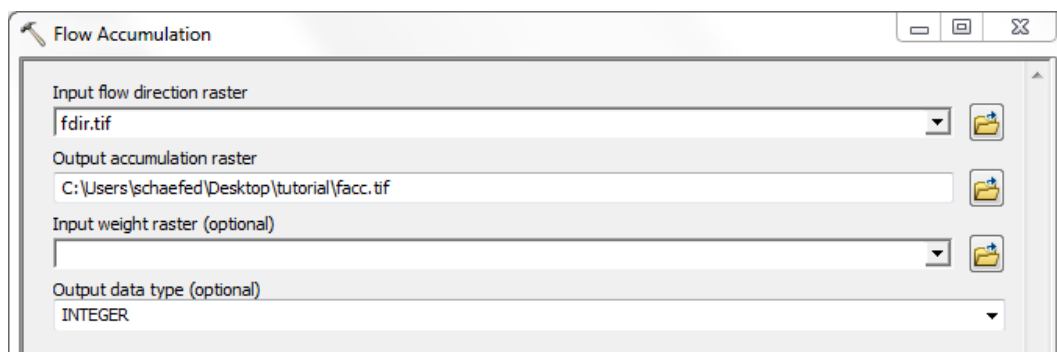 Flow Accumulation
Input flow direction raster
fdir.tif
Output accumulation raster
C:\Users\schaefed\Desktop\tutorial\facc.tif
Input weight raster (optional)
Output data type (optional)
INTEGER